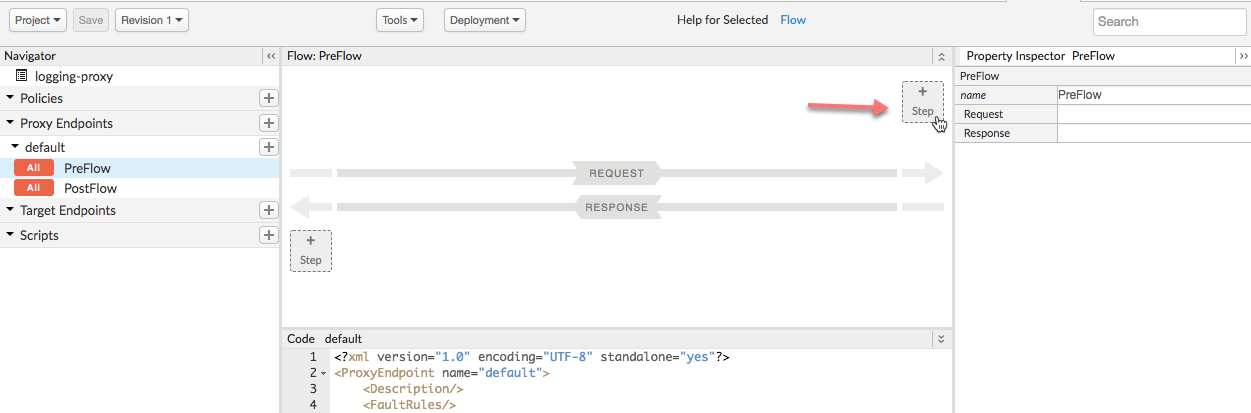 Project Save Revision 1 Tools Deployment Help for Selected Flow Search
Navigator
logging-proxy
Policies
Proxy Endpoints
default
All PreFlow
All PostFlow
Target Endpoints
Scripts
Flow: PreFlow
+
Step
REQUEST
RESPONSE
+
Step
Code default
1 <?xml version="1.0" encoding="UTF-8" standalone="yes"?>
2 <ProxyEndpoint name="default">
3 <Description/>
4 <FaultRules/>
Property Inspector PreFlow
PreFlow
name PreFlow
Request
Response